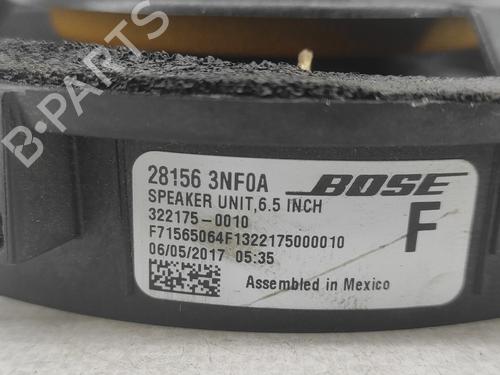 28156 3NF0A BOSE
SPEAKER UNIT,6.5 INCH
322175-0010 F
F71565064F1322175000010
06/05/2017 05:35
Assembled in Mexico
B-PARTS